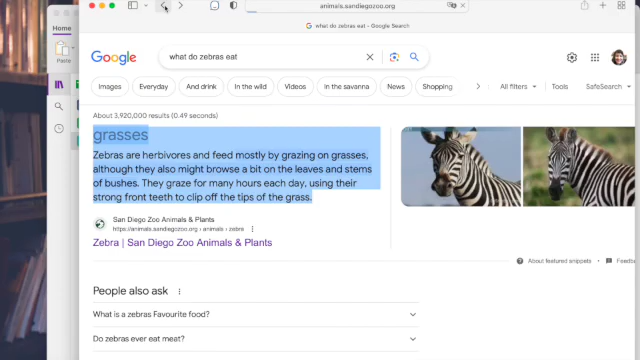 animals.sandiegozoo.org
what do zebras eat - Google Search
Home
Paste
Google
what do zebras eat
Images
Everyday
And drink
In the wild
Videos
In the savanna
News
Shopping
All filters
Tools
SafeSearch
About 3,920,000 results (0.49 seconds)
grasses
Zebras are herbivores and feed mostly by grazing on grasses,
although they also might browse a bit on the leaves and stems
of bushes. They graze for many hours each day, using their
strong front teeth to clip off the tips of the grass.
San Diego Zoo Animals & Plants
https://animals.sandiegozoo.org › animals › zebra
Zebra | San Diego Zoo Animals & Plants
About featured snippets
Feedba
People also ask
What is a zebras Favourite food?
Do zebras ever eat meat?